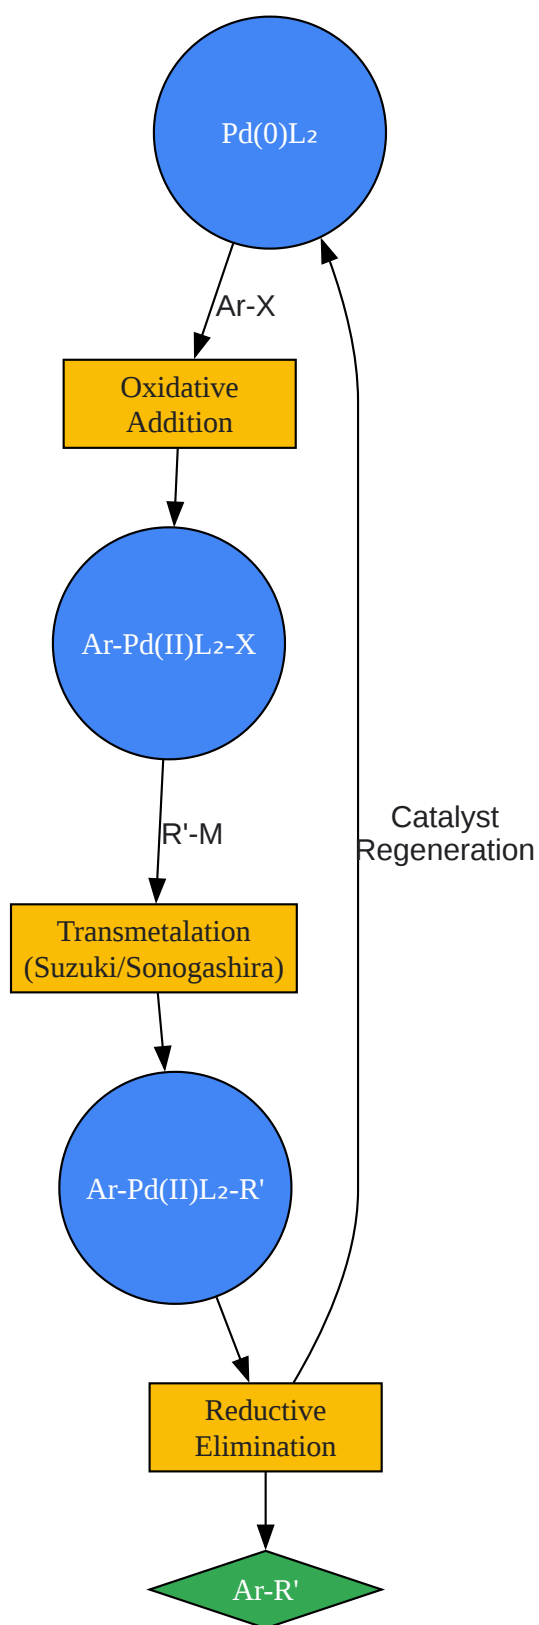 Pd(0)L₂
Ar-X
Oxidative
Addition
Ar-Pd(II)L₂-X
R'-M
Catalyst
Regeneration
Transmetalation
(Suzuki/Sonogashira)
Ar-Pd(II)L₂-R'
Reductive
Elimination
Ar-R'